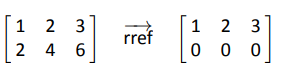 [1 2 3] → [1 2 3]
[2 4 6] rref [0 0 0]